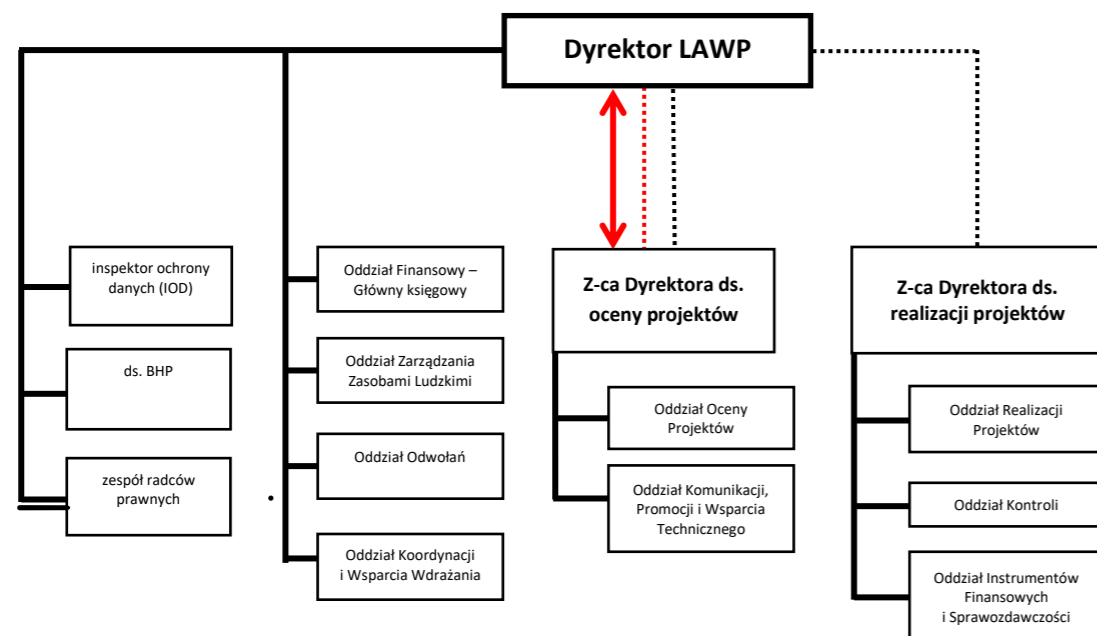 Dyrektor LAWP
inspektor ochrony
danych (IOD)
ds. BHP
zespół radców
prawnych
Oddział Finansowy –
Główny księgowy
Oddział Zarządzania
Zasobami Ludzkimi
Oddział Odwołań
Oddział Koordynacji
i Wsparcia Wdrażania
Z-ca Dyrektora ds.
oceny projektów
Oddział Oceny
Projektów
Oddział Komunikacji,
Promocji i Wsparcia
Technicznego
Z-ca Dyrektora ds.
realizacji projektów
Oddział Realizacji
Projektów
Oddział Kontroli
Oddział Instrumentów
Finansowych
i Sprawozdawczości